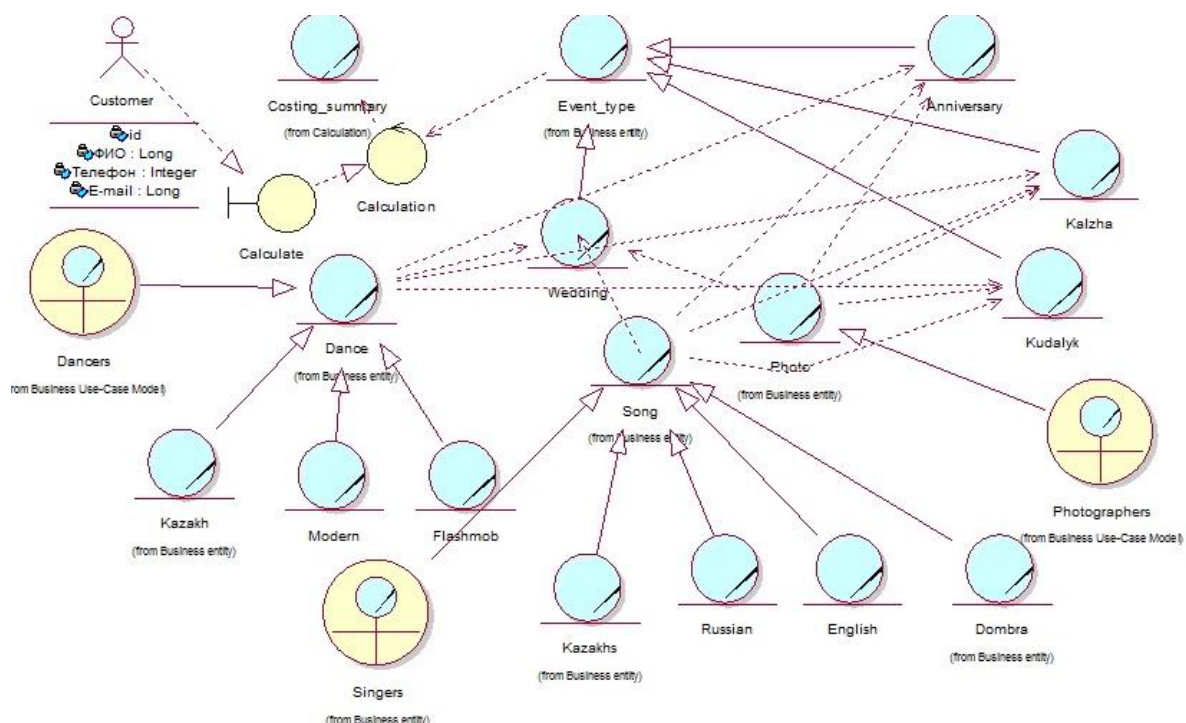 Customer
id
ФИО : Long
Телефон : Integer
E-mail : Long
Costing_summary
(from Calculation)
Event_type
(from Business entity)
Anniversary
Calculation
Calculate
Kalzha
Wedding
Kudalyk
Dancers
(from Business Use-Case Model)
Dance
(from Business entity)
Photo
(from Business entity)
Song
(from Business entity)
Kazakh
(from Business entity)
Modern
Flashmob
Photographers
(from Business Use-Case Model)
Singers
(from Business entity)
Kazakhs
(from Business entity)
Russian
English
Dombra
(from Business entity)